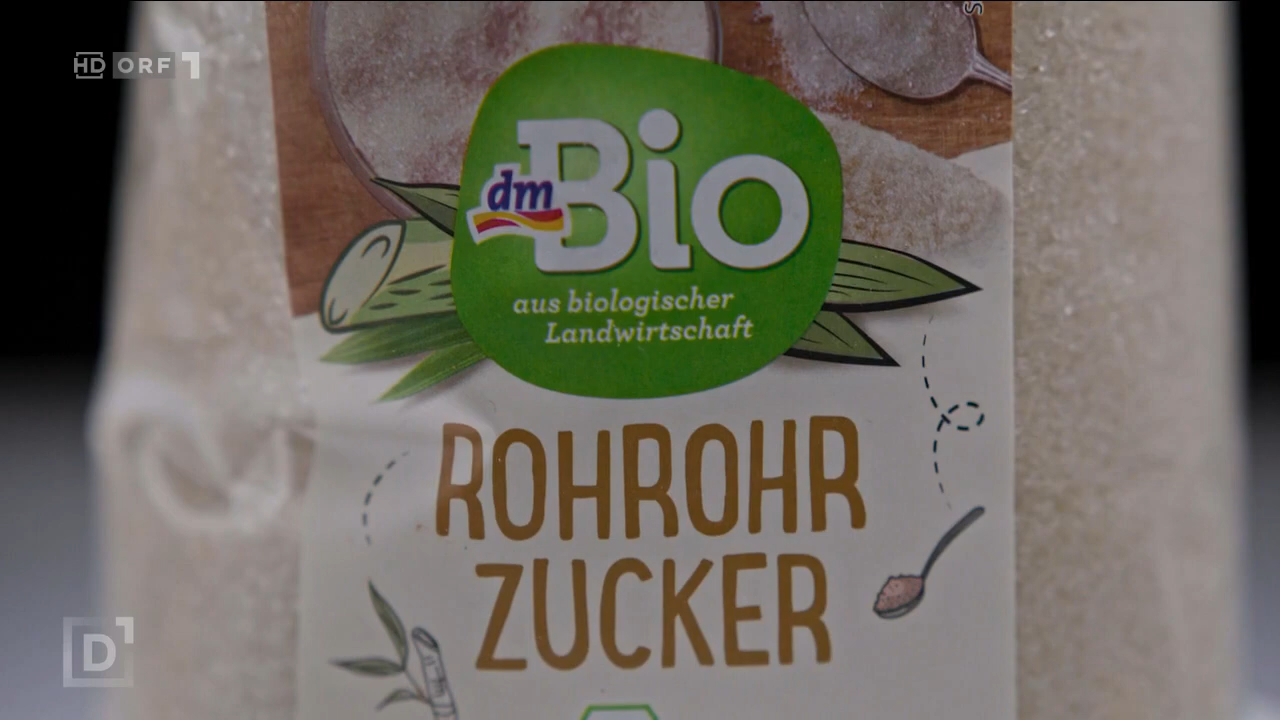 HD ORF 1
Bio
dm
aus biologischer
Landwirtschaft
ROHROHR
ZUCKER
D